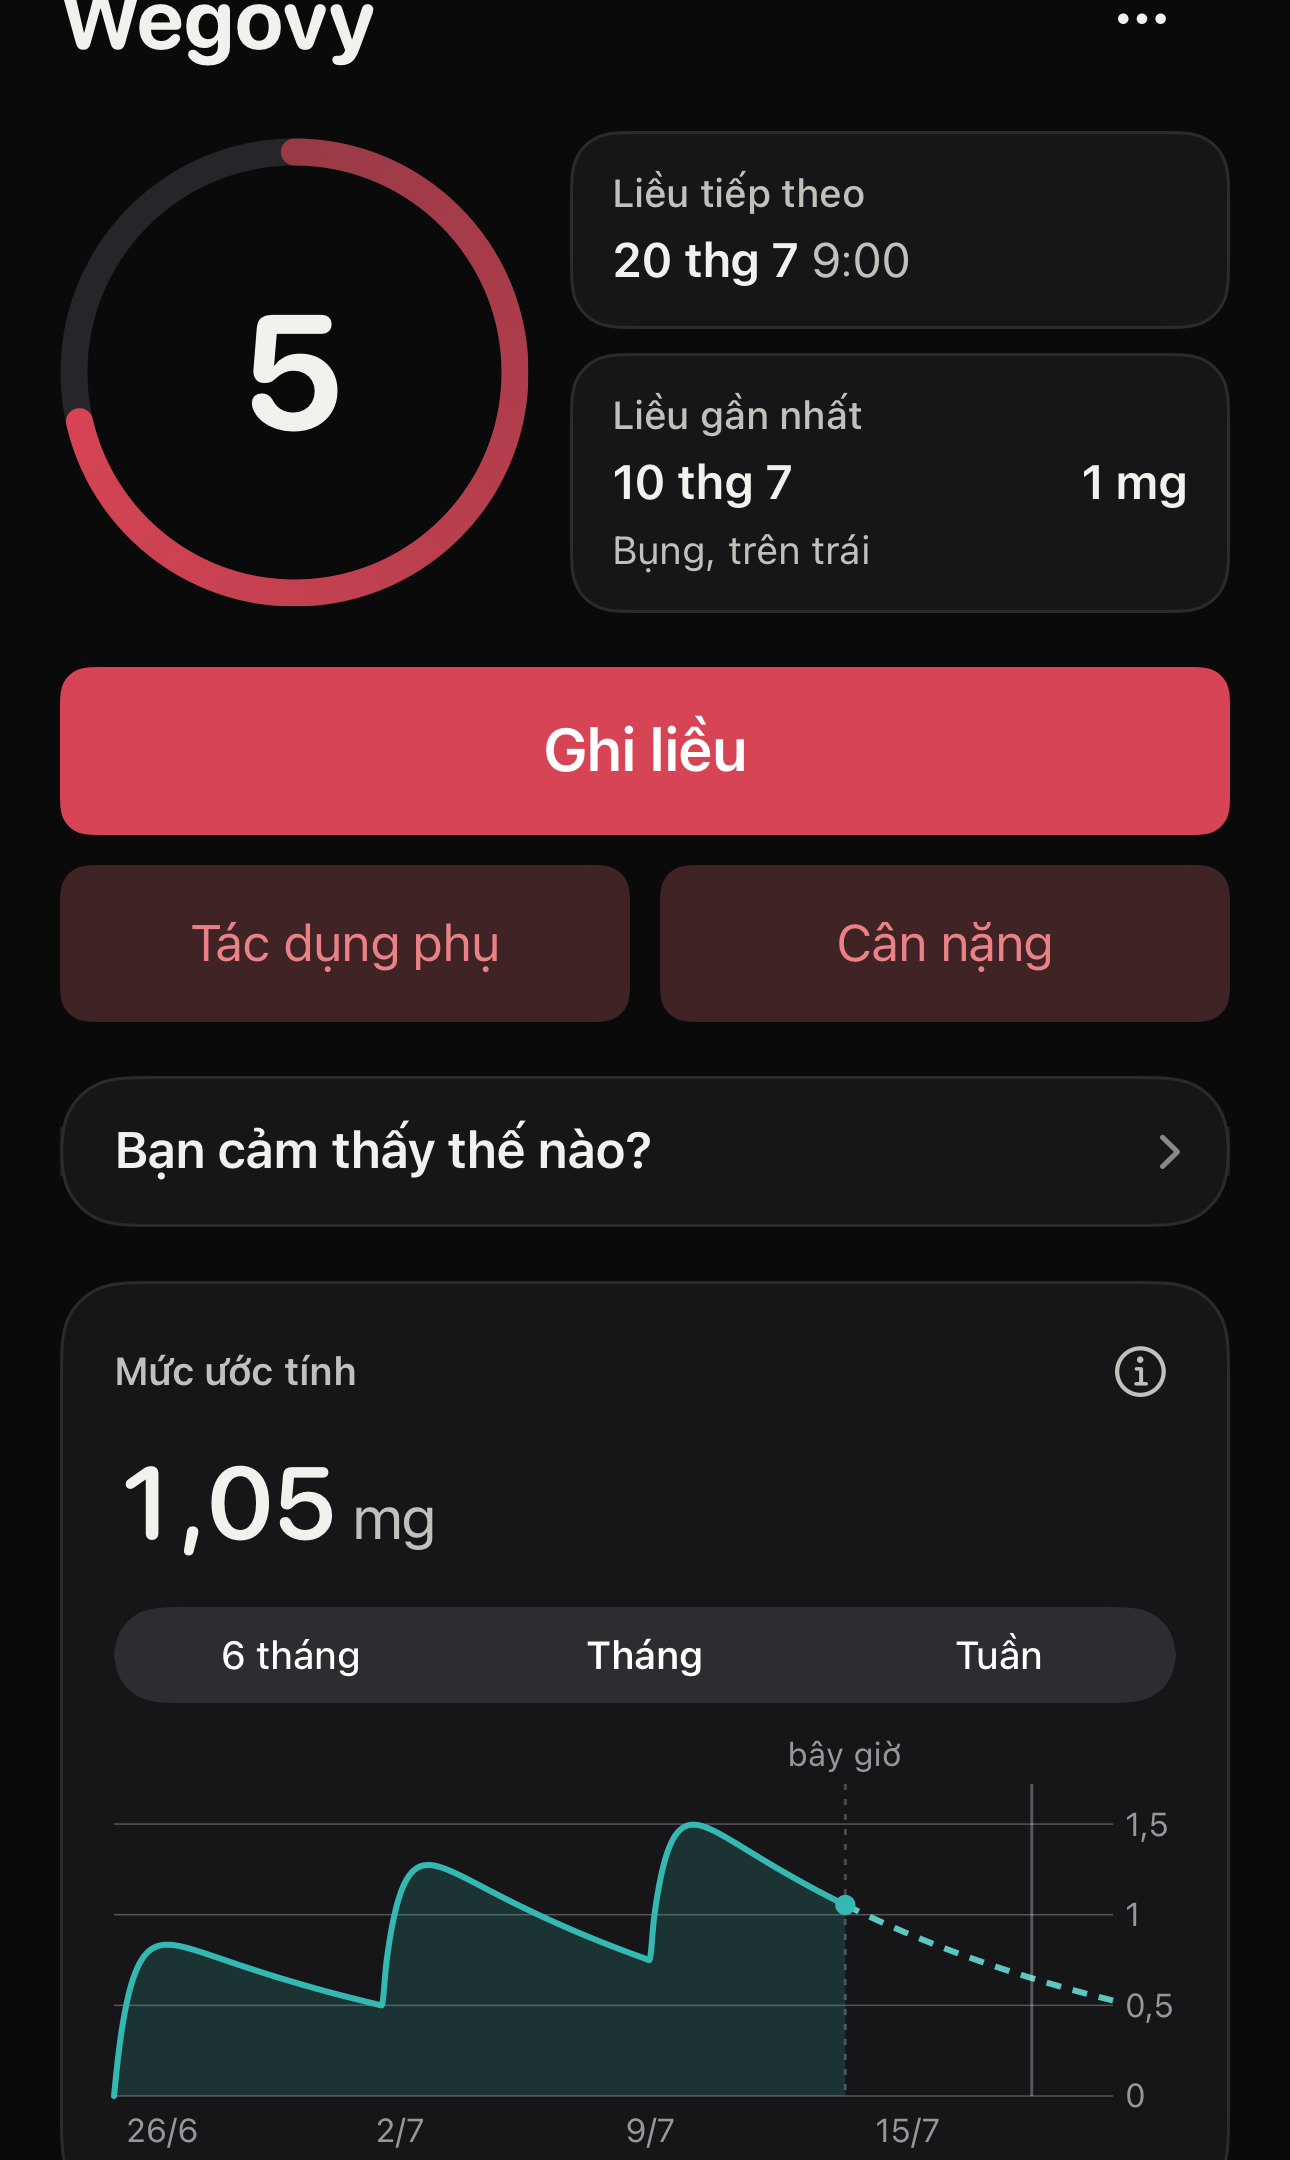 Wegovy
5
Liều tiếp theo
20 thg 7 9:00
Liều gần nhất
10 thg 7 1 mg
Bụng, trên trái
Ghi liều
Tác dụng phụ
Cân nặng
Bạn cảm thấy thế nào?
Mức ước tính
1,05 mg
6 tháng Tháng Tuần
bây giờ
1,5
1
0,5
0
26/6 2/7 9/7 15/7